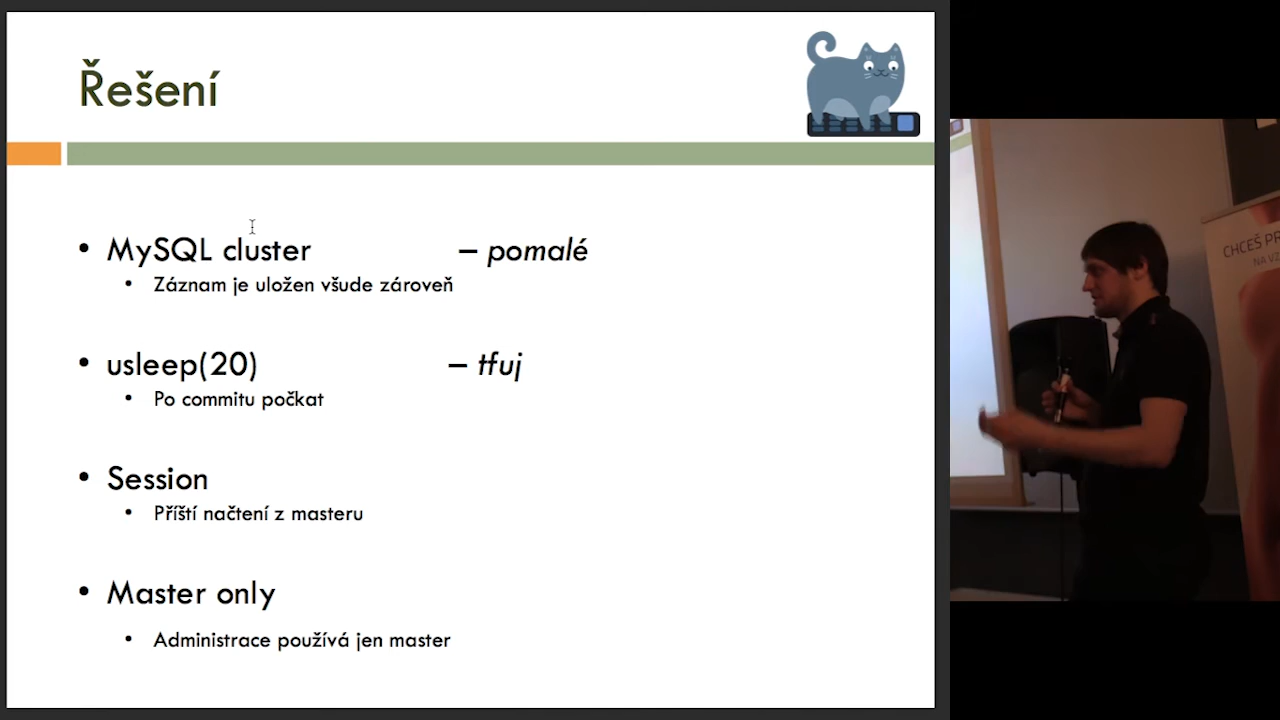 Řešení
MySQL cluster – pomalé
Záznam je uložen všude zároveň
usleep(20) – tfuj
Po commitu počkat
Session
Příští načtení z masteru
Master only
Administrace používá jen master
CHCEŠ
NA